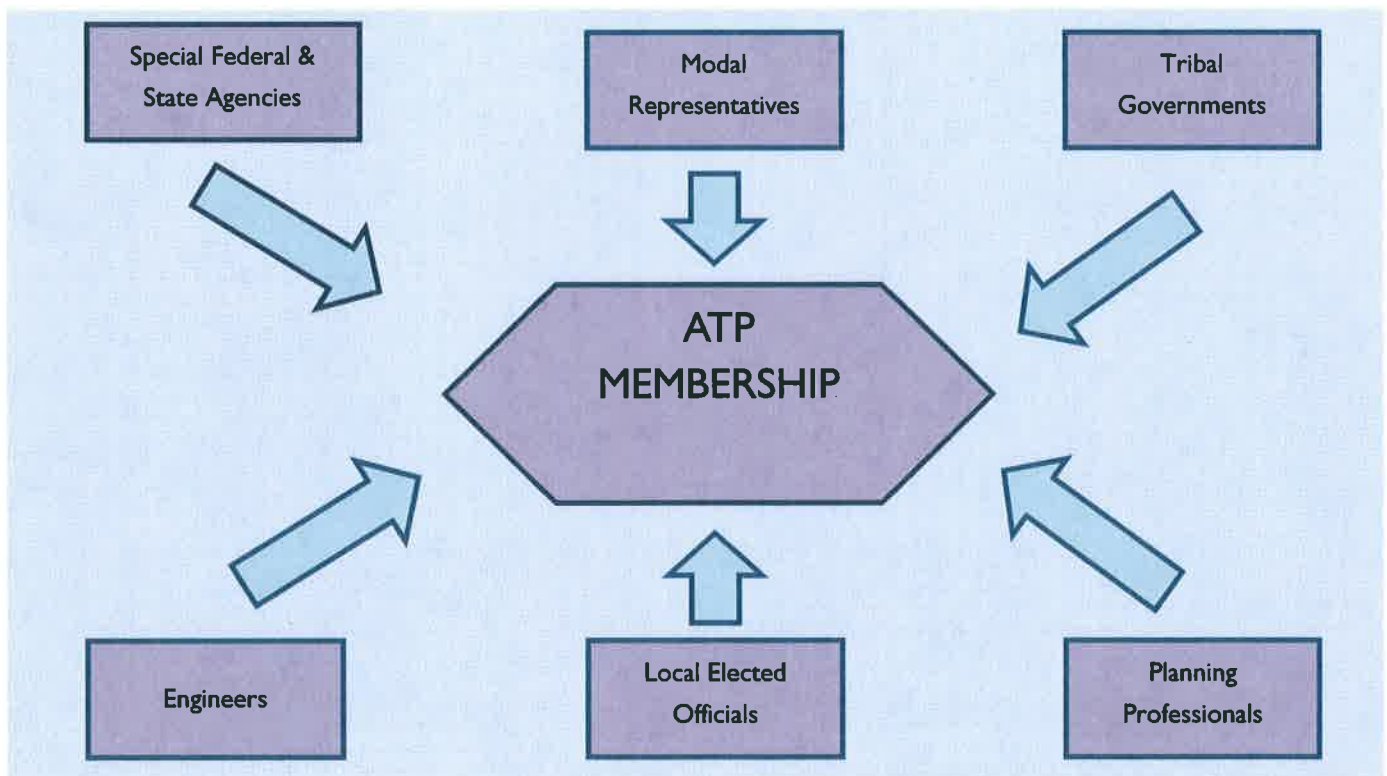 Special Federal &
State Agencies
Modal
Representatives
Tribal
Governments
ATP
MEMBERSHIP
Engineers
Local Elected
Officials
Planning
Professionals